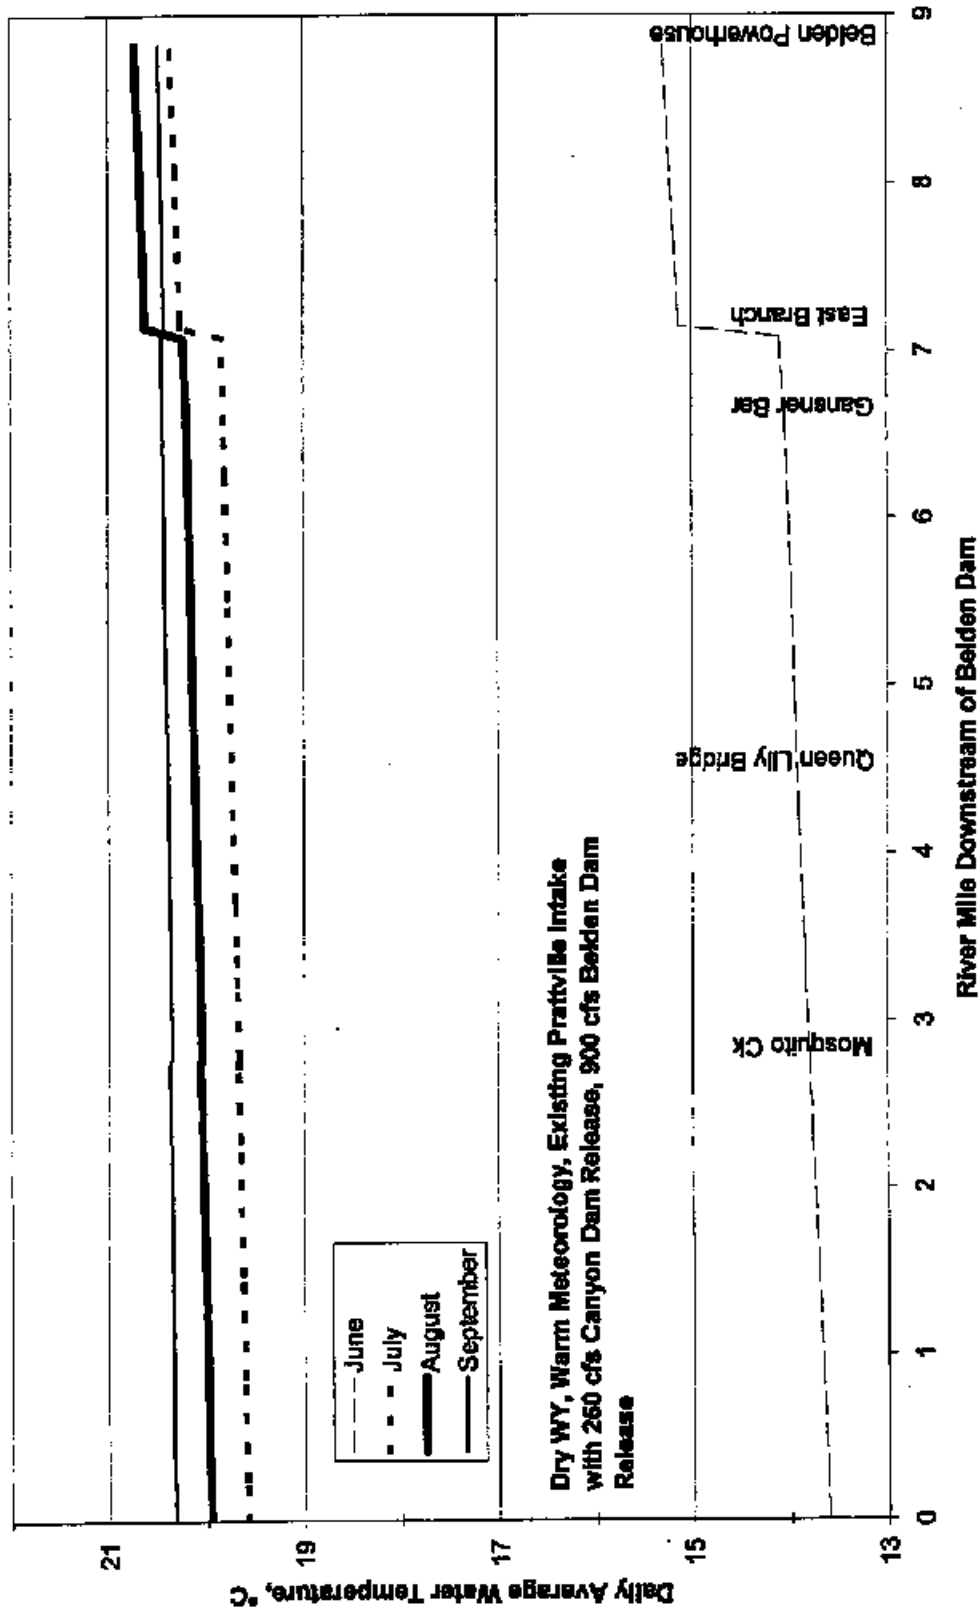 Daily Average Water Temperature, °C
21
19
17
15
13
June
July
August
September
Dry WY, Warm Meteorology, Existing Prattville Intake
with 250 cfs Canyon Dam Release, 900 cfs Belden Dam
Release
Mosquito Ck
Queen Lily Bridge
Gansner Bar
East Branch
Belden Powerhouse
0
1
2
3
4
5
6
7
8
9
River Mile Downstream of Belden Dam